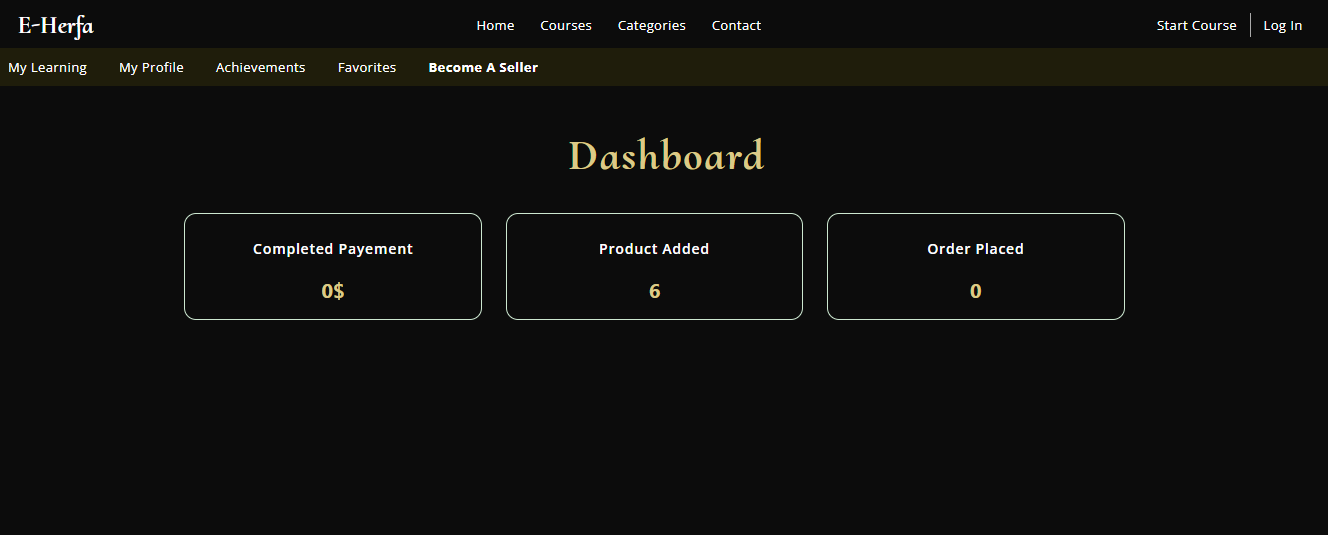 E-Herfa Home Courses Categories Contact Start Course Log In
My Learning My Profile Achievements Favorites Become A Seller
Dashboard
Completed Payement Product Added Order Placed
0$ 6 0